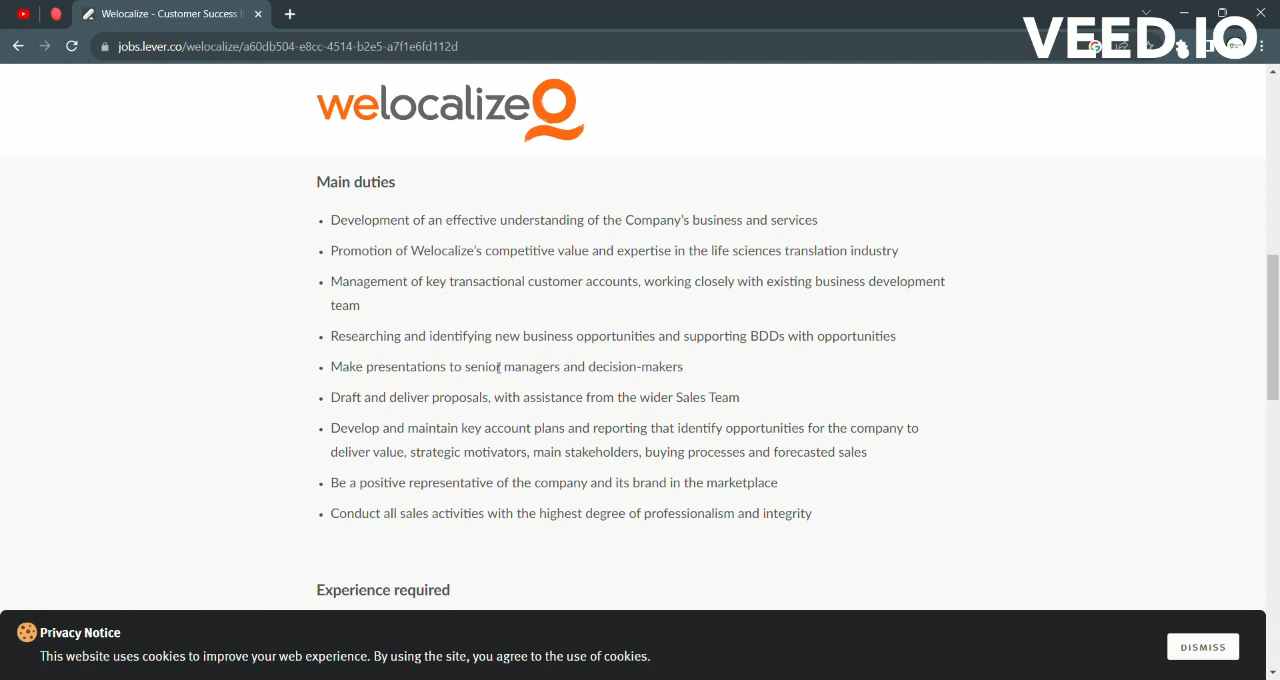 Welocalize - Customer Success
VEED.IO
jobs.lever.co/welocalize/a60db504-e8cc-4514-b2e5-a7f1e6fd112d
welocalize
Main duties
• Development of an effective understanding of the Company's business and services
• Promotion of Welocalize's competitive value and expertise in the life sciences translation industry
• Management of key transactional customer accounts, working closely with existing business development
team
• Researching and identifying new business opportunities and supporting BDDs with opportunities
• Make presentations to senior managers and decision-makers
• Draft and deliver proposals, with assistance from the wider Sales Team
• Develop and maintain key account plans and reporting that identify opportunities for the company to
deliver value, strategic motivators, main stakeholders, buying processes and forecasted sales
• Be a positive representative of the company and its brand in the marketplace
• Conduct all sales activities with the highest degree of professionalism and integrity
Experience required
Privacy Notice
This website uses cookies to improve your web experience. By using the site, you agree to the use of cookies.
DISMISS